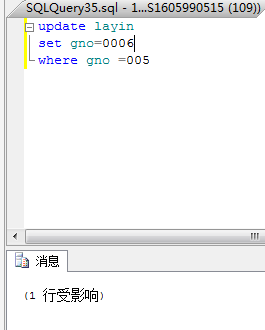 SQLQuery35.sql - 1...S1605990515 (109))
update layin
set gno=0006
where gno =005
消息
(1 行受影响)